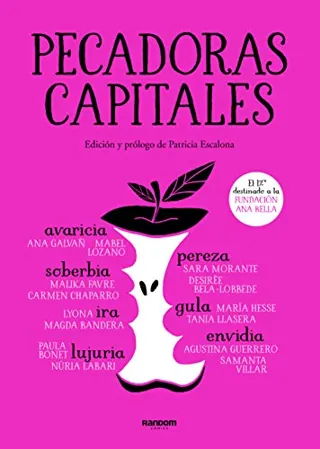 PECADORAS
CAPITALES
Edición y prólogo de Patricia Escalona
El 1%
destinado a la
FUNDACIÓN
ANA BELLA
avaricia
ANA GALVAÑ MABEL
LOZANO
soberbia
MALIKA FAVRE
CARMEN CHAPARRO
LYONA ira
MAGDA BANDERA
PAULA
BONET lujuria
NÚRIA LABARI
pereza
SARA MORANTE
DESIRÉE
BELA-LOBBEDE
gula MARÍA HESSE
TANIA LLASERA
envidia
AGUSTINA GUERRERO
SAMANTA
VILLAR
RANDOM
CÓMICS